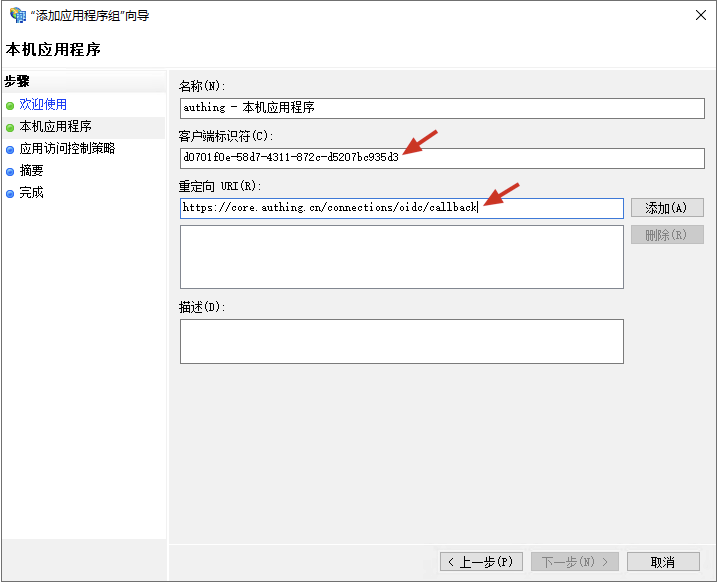 “添加应用程序组”向导
本机应用程序
步骤
欢迎使用
本机应用程序
应用访问控制策略
摘要
完成
名称(N):
authing - 本机应用程序
客户端标识符(C):
d0701f0e-58d7-4311-872c-d5207bc935d3
重定向 URI(R):
https://core.authing.cn/connections/oidc/callback
添加(A)
删除(R)
描述(D):
< 上一步(P)
下一步(N) >
取消